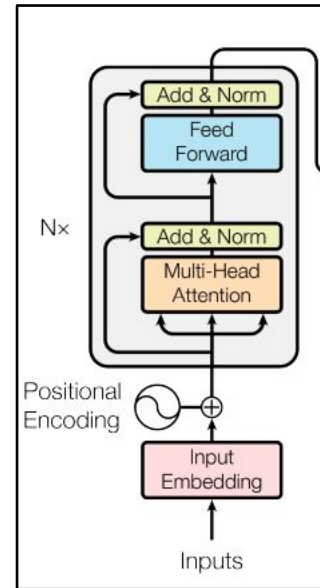 Add & Norm
Feed
Forward
N×
Add & Norm
Multi-Head
Attention
Positional
Encoding
Input
Embedding
Inputs